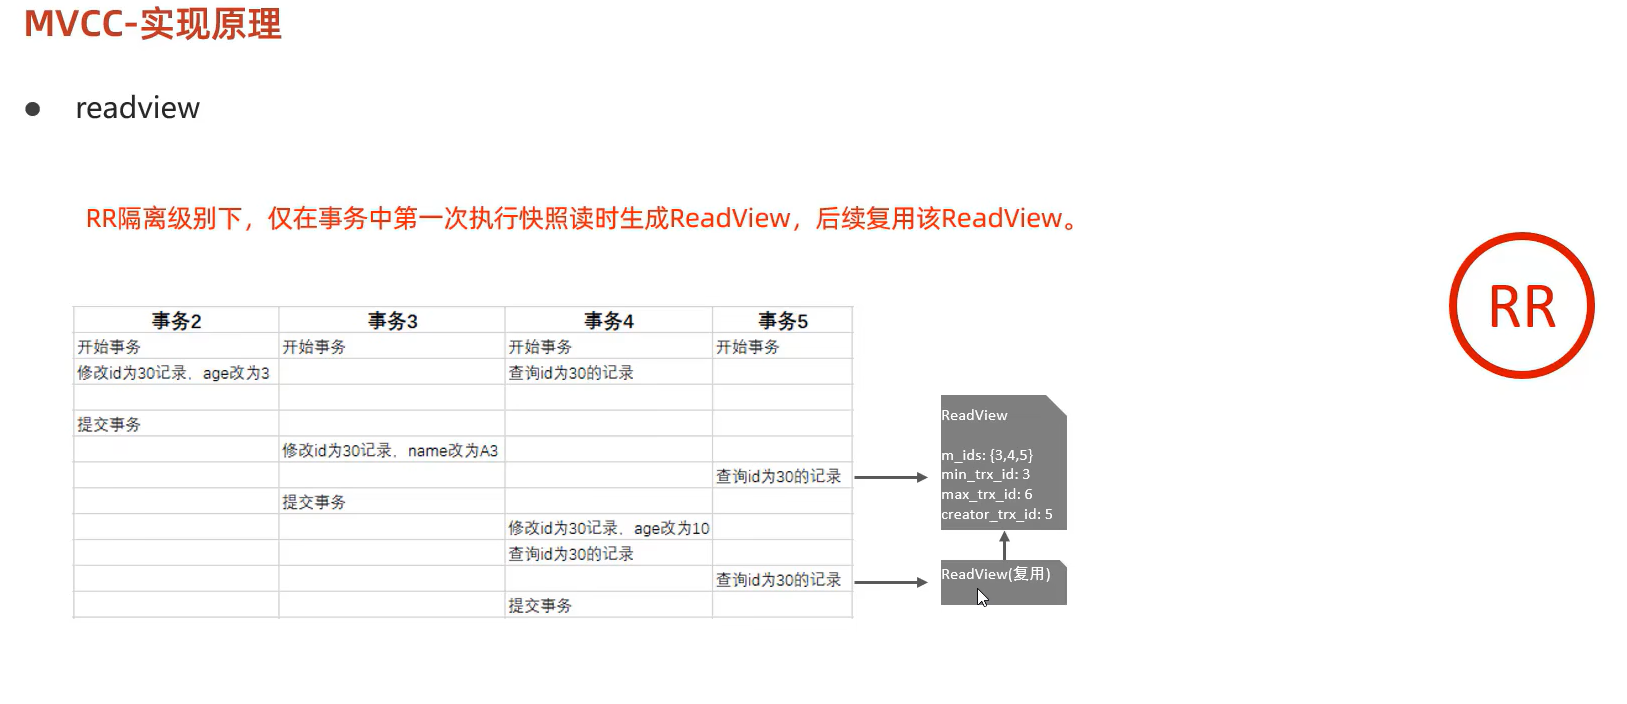 MVCC-实现原理
● readview
RR隔离级别下，仅在事务中第一次执行快照读时生成ReadView，后续复用该ReadView。
RR
事务2 事务3 事务4 事务5
开始事务 开始事务 开始事务 开始事务
修改id为30记录，age改为3 查询id为30的记录
提交事务
修改id为30记录，name改为A3
查询id为30的记录
提交事务
修改id为30记录，age改为10
查询id为30的记录
查询id为30的记录
提交事务
ReadView
m_ids: {3,4,5}
min_trx_id: 3
max_trx_id: 6
creator_trx_id: 5
ReadView(复用)